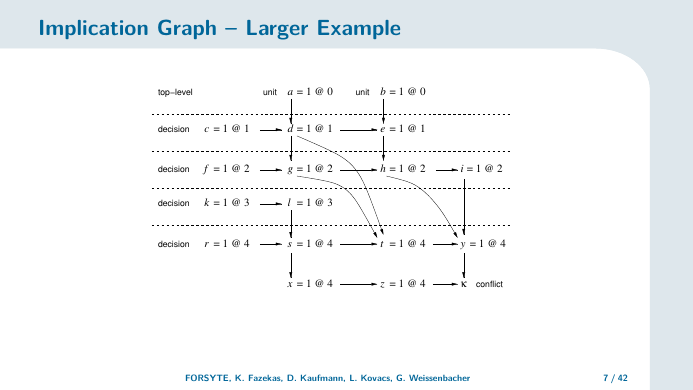 Implication Graph – Larger Example
top–level unit a = 1 @ 0 unit b = 1 @ 0
decision c = 1 @ 1 d = 1 @ 1 e = 1 @ 1
decision f = 1 @ 2 g = 1 @ 2 h = 1 @ 2 i = 1 @ 2
decision k = 1 @ 3 l = 1 @ 3
decision r = 1 @ 4 s = 1 @ 4 t = 1 @ 4 y = 1 @ 4
x = 1 @ 4 z = 1 @ 4 κ conflict
FORSYTE, K. Fazekas, D. Kaufmann, L. Kovacs, G. Weissenbacher 7 / 42